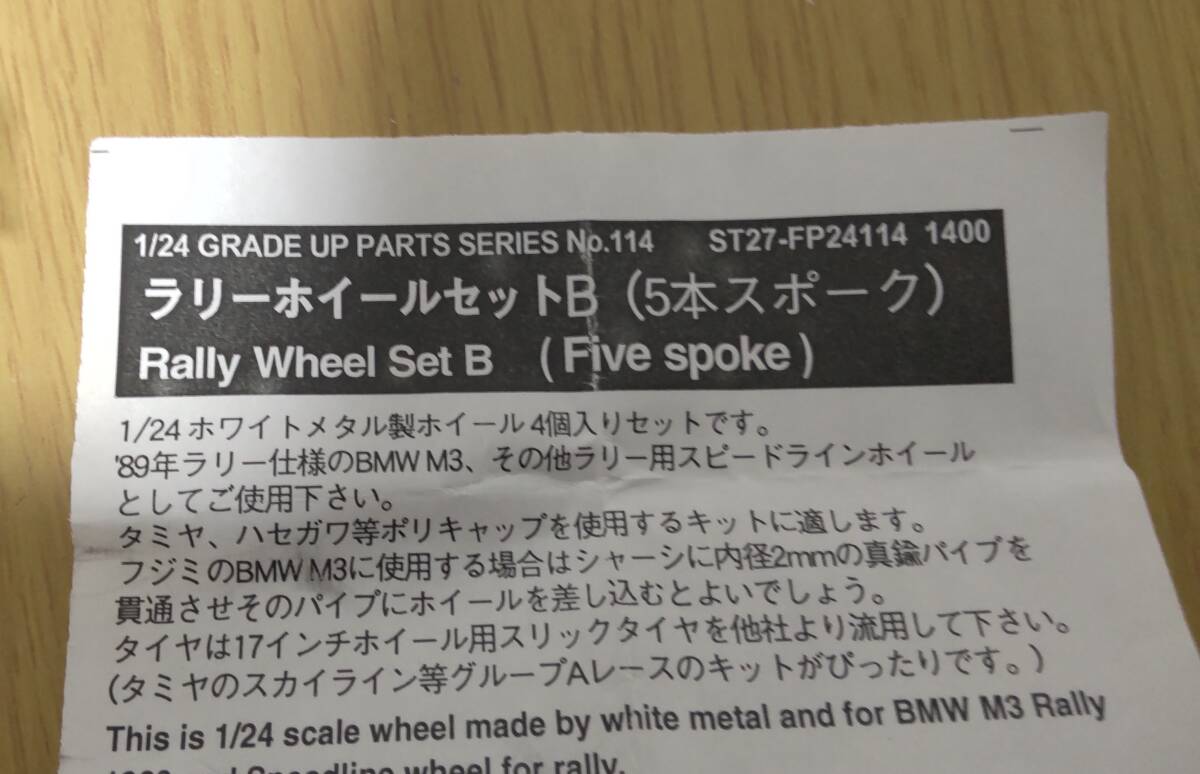 1/24 GRADE UP PARTS SERIES No.114 ST27-FP24114 1400
ラリーホイールセットB（5本スポーク）
Rally Wheel Set B (Five spoke)
1/24 ホワイトメタル製ホイール4個入りセットです。
'89年ラリー仕様のBMW M3、その他ラリー用スピードラインホイール
としてご使用下さい。
タミヤ、ハセガワ等ポリキャップを使用するキットに適します。
フジミのBMW M3に使用する場合はシャーシに内径2mmの真鍮パイプを
貫通させそのパイプにホイールを差し込むとよいでしょう。
タイヤは17インチホイール用スリックタイヤを他社より流用して下さい。
(タミヤのスカイライン等グループAレースのキットがぴったりです。)
This is 1/24 scale wheel made by white metal and for BMW M3 Rally
Speedline wheel for rally.